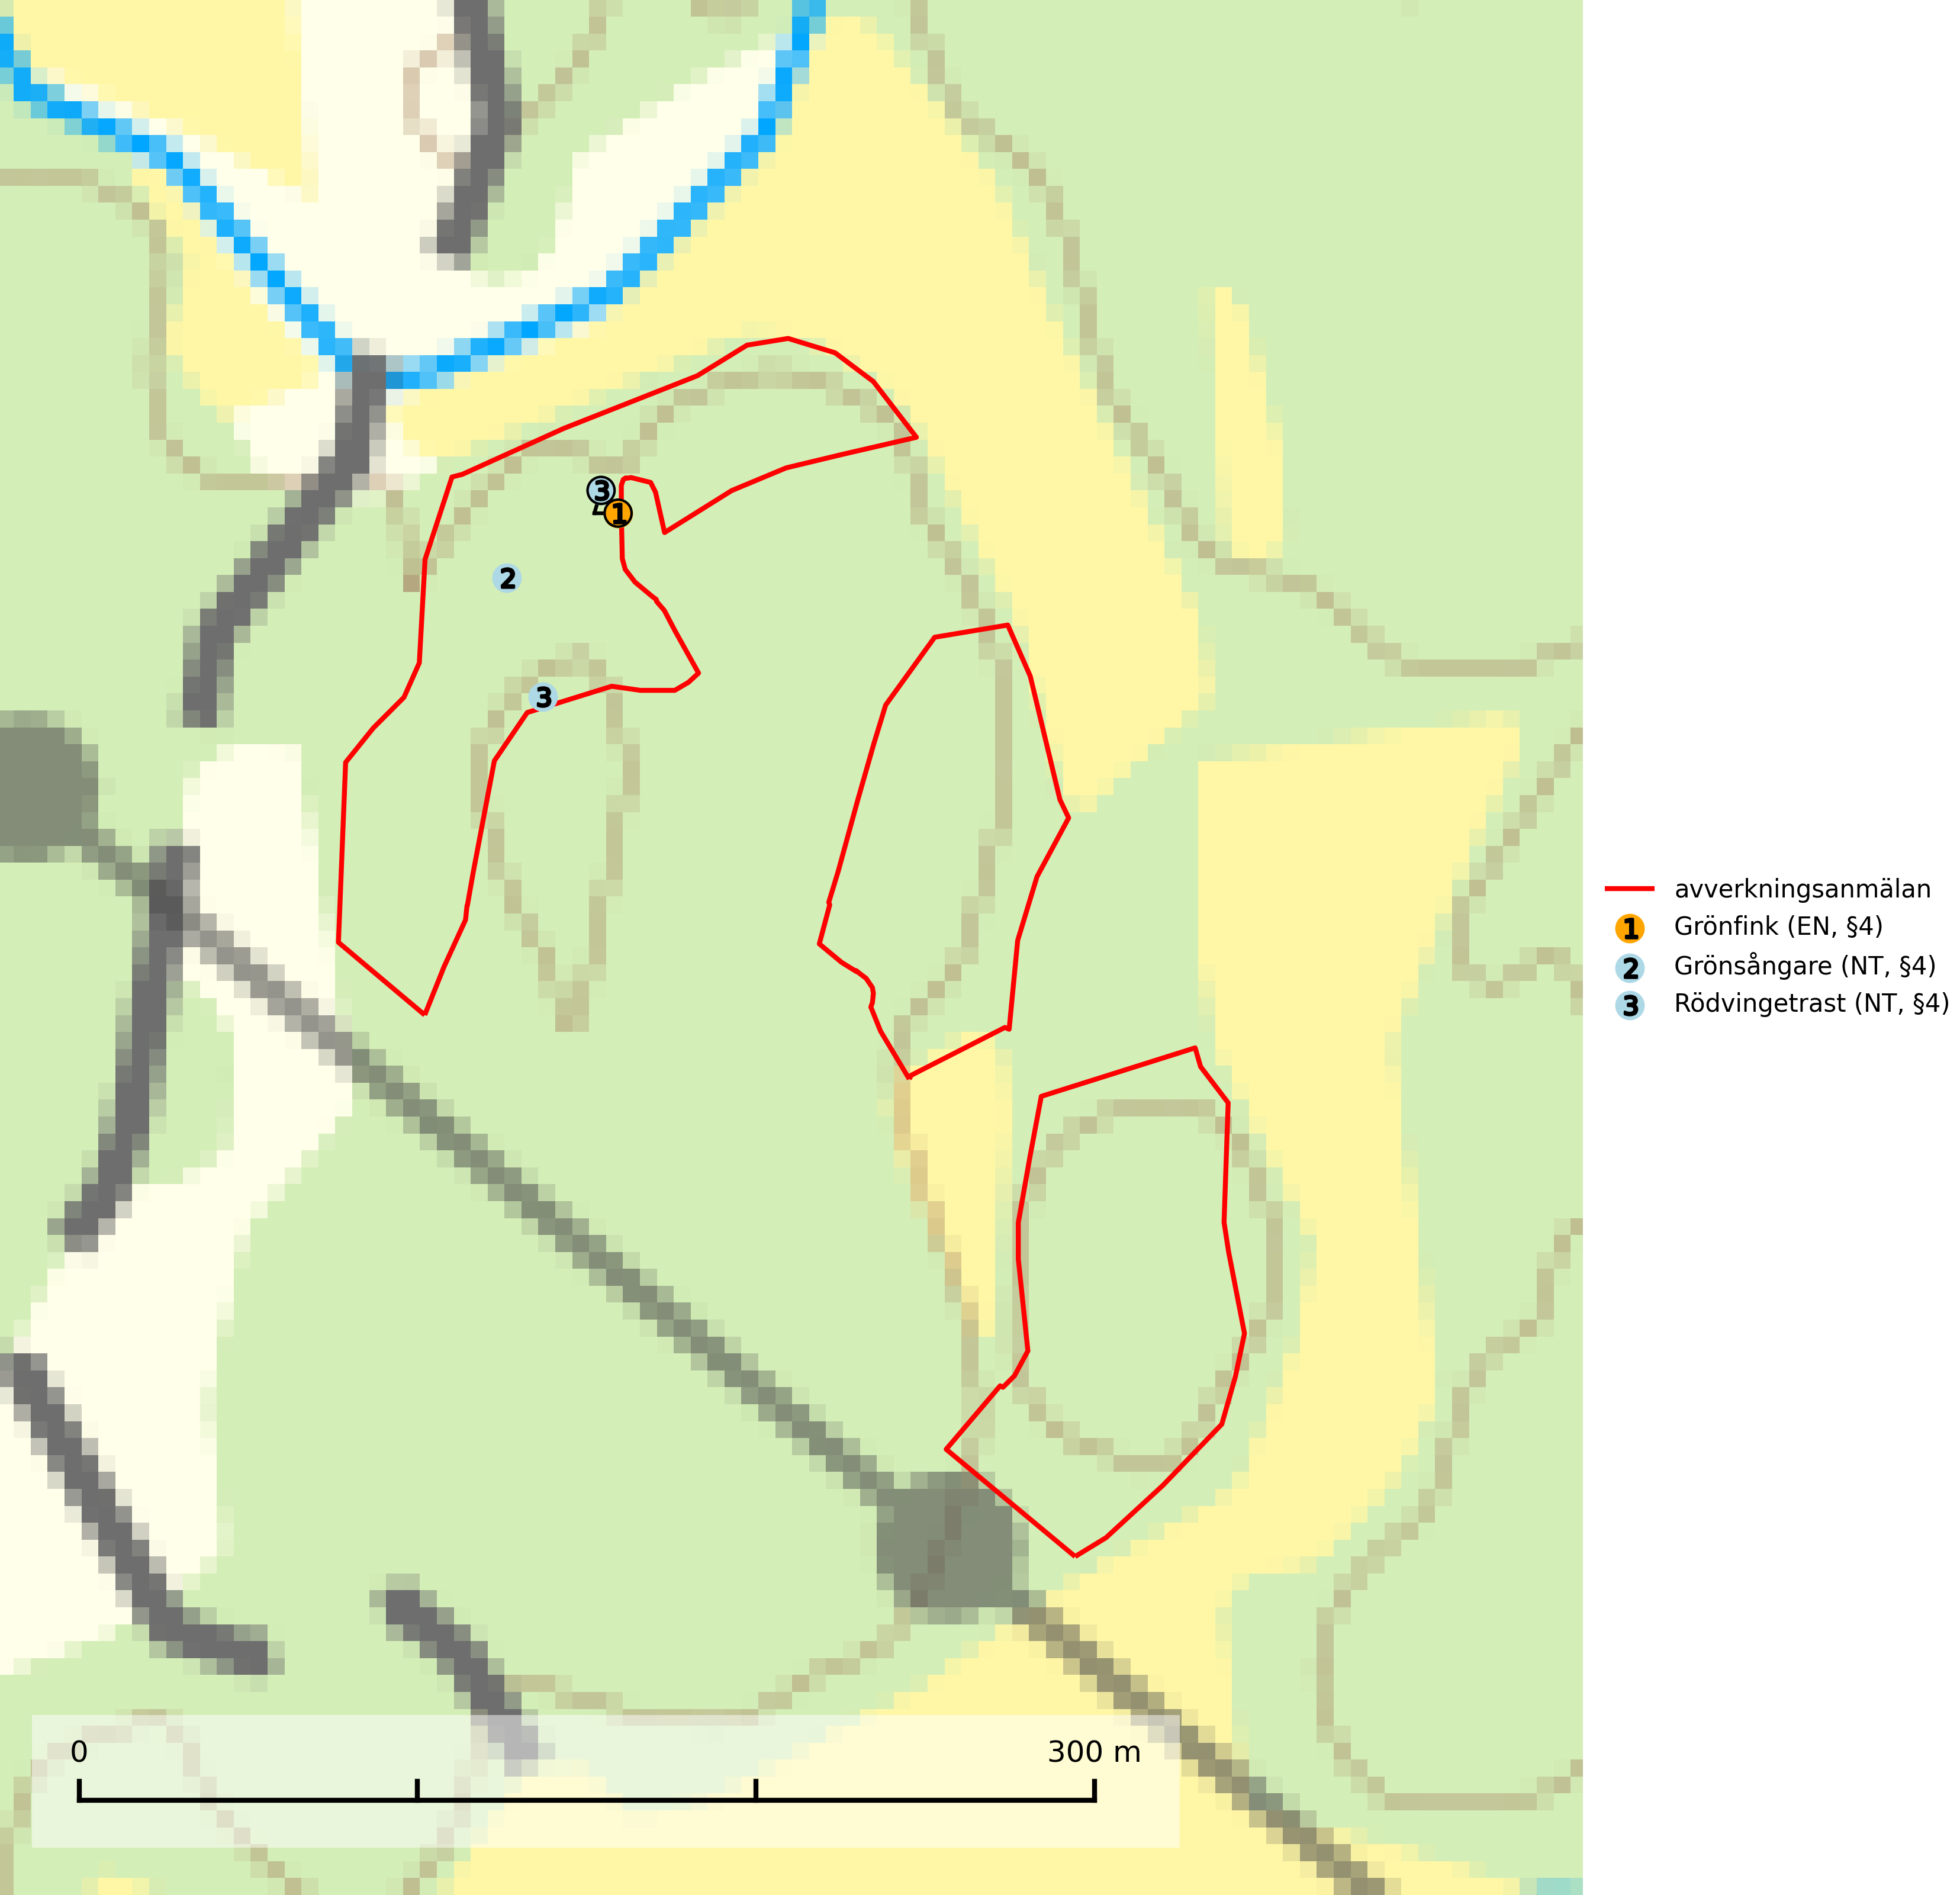 3
1
2
3
avverkningsanmälan
1 Grönfink (EN, §4)
2 Grönsångare (NT, §4)
3 Rödvingetrast (NT, §4)
0 300 m